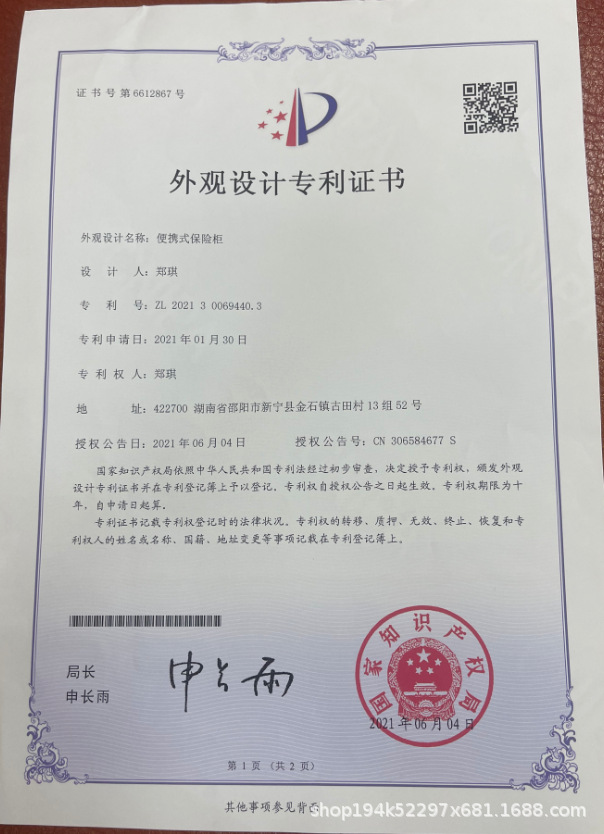 证书号第6612867号
外观设计专利证书
外观设计名称：便携式保险柜
设 计 人：郑琪
专 利 号：ZL 2021 3 0069440.3
专利申请日：2021年01月30日
专 利 权 人：郑琪
地 址：422700 湖南省邵阳市新宁县金石镇古田村13组52号
授权公告日：2021年06月04日 授权公告号：CN 306584677 S
国家知识产权局依照中华人民共和国专利法经过初步审查，决定授予专利权，颁发外观
设计专利证书并在专利登记簿上予以登记。专利权自授权公告之日起生效。专利权期限为十
年，自申请日起算。
专利证书记载专利权登记时的法律状况。专利权的转移、质押、无效、终止、恢复和专
利权人的姓名或名称、国籍、地址变更等事项记载在专利登记簿上。
局长
申长雨
申长雨
国家知识产权局
2021年06月04日
第 1 页 （共 2 页）
其他事项参见背页
shop194k52297x681.1688.com